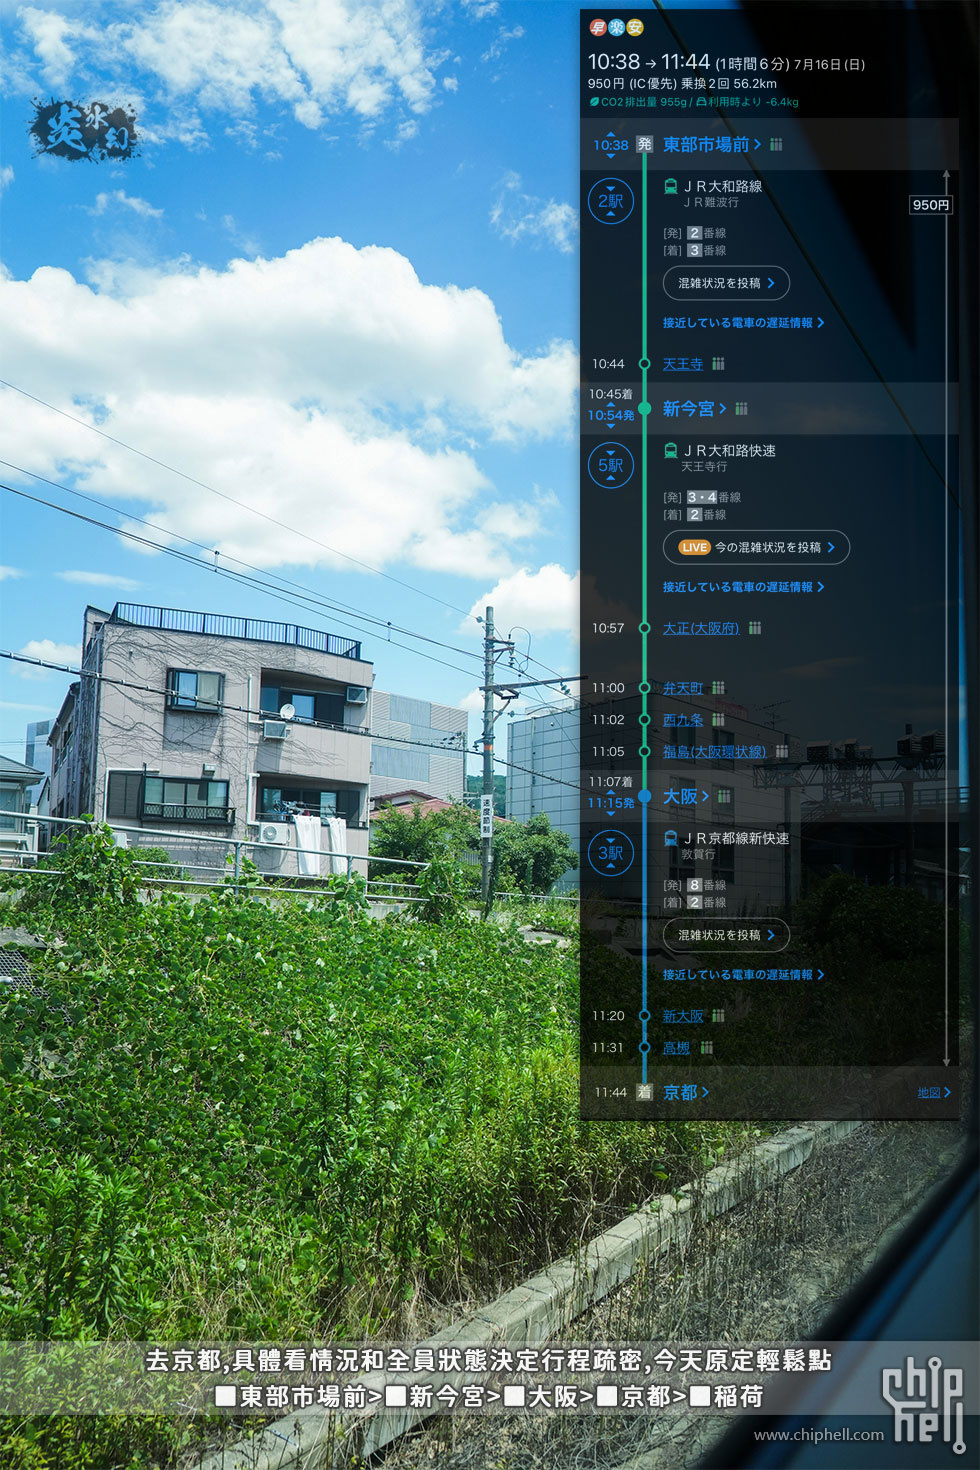 炎氷幻
早 楽 安
10:38 → 11:44 (1時間6分) 7月16日(日)
950円 (IC優先) 乗換2回 56.2km
CO2排出量 955g / 利用時より -6.4kg
10:38 発 東部市場前
2駅
JR大和路線
JR難波行
950円
[発] 2番線
[着] 3番線
混雑状況を投稿
接近している電車の遅延情報
10:44 天王寺
10:45着
10:54発
新今宮
5駅
JR大和路快速
天王寺行
[発] 3・4番線
[着] 2番線
LIVE 今の混雑状況を投稿
接近している電車の遅延情報
10:57 大正(大阪府)
11:00 弁天町
11:02 西九条
11:05 福島(大阪環状線)
11:07着
11:15発
大阪
3駅
JR京都線新快速
敦賀行
[発] 8番線
[着] 2番線
混雑状況を投稿
接近している電車の遅延情報
11:20 新大阪
11:31 高槻
11:44 着 京都
地図
速度節制
去京都,具體看情況和全員狀態決定行程疏密,今天原定輕鬆點
■東部市場前>■新今宮>■大阪>■京都>■稲荷
chiphell
www.chiphell.com